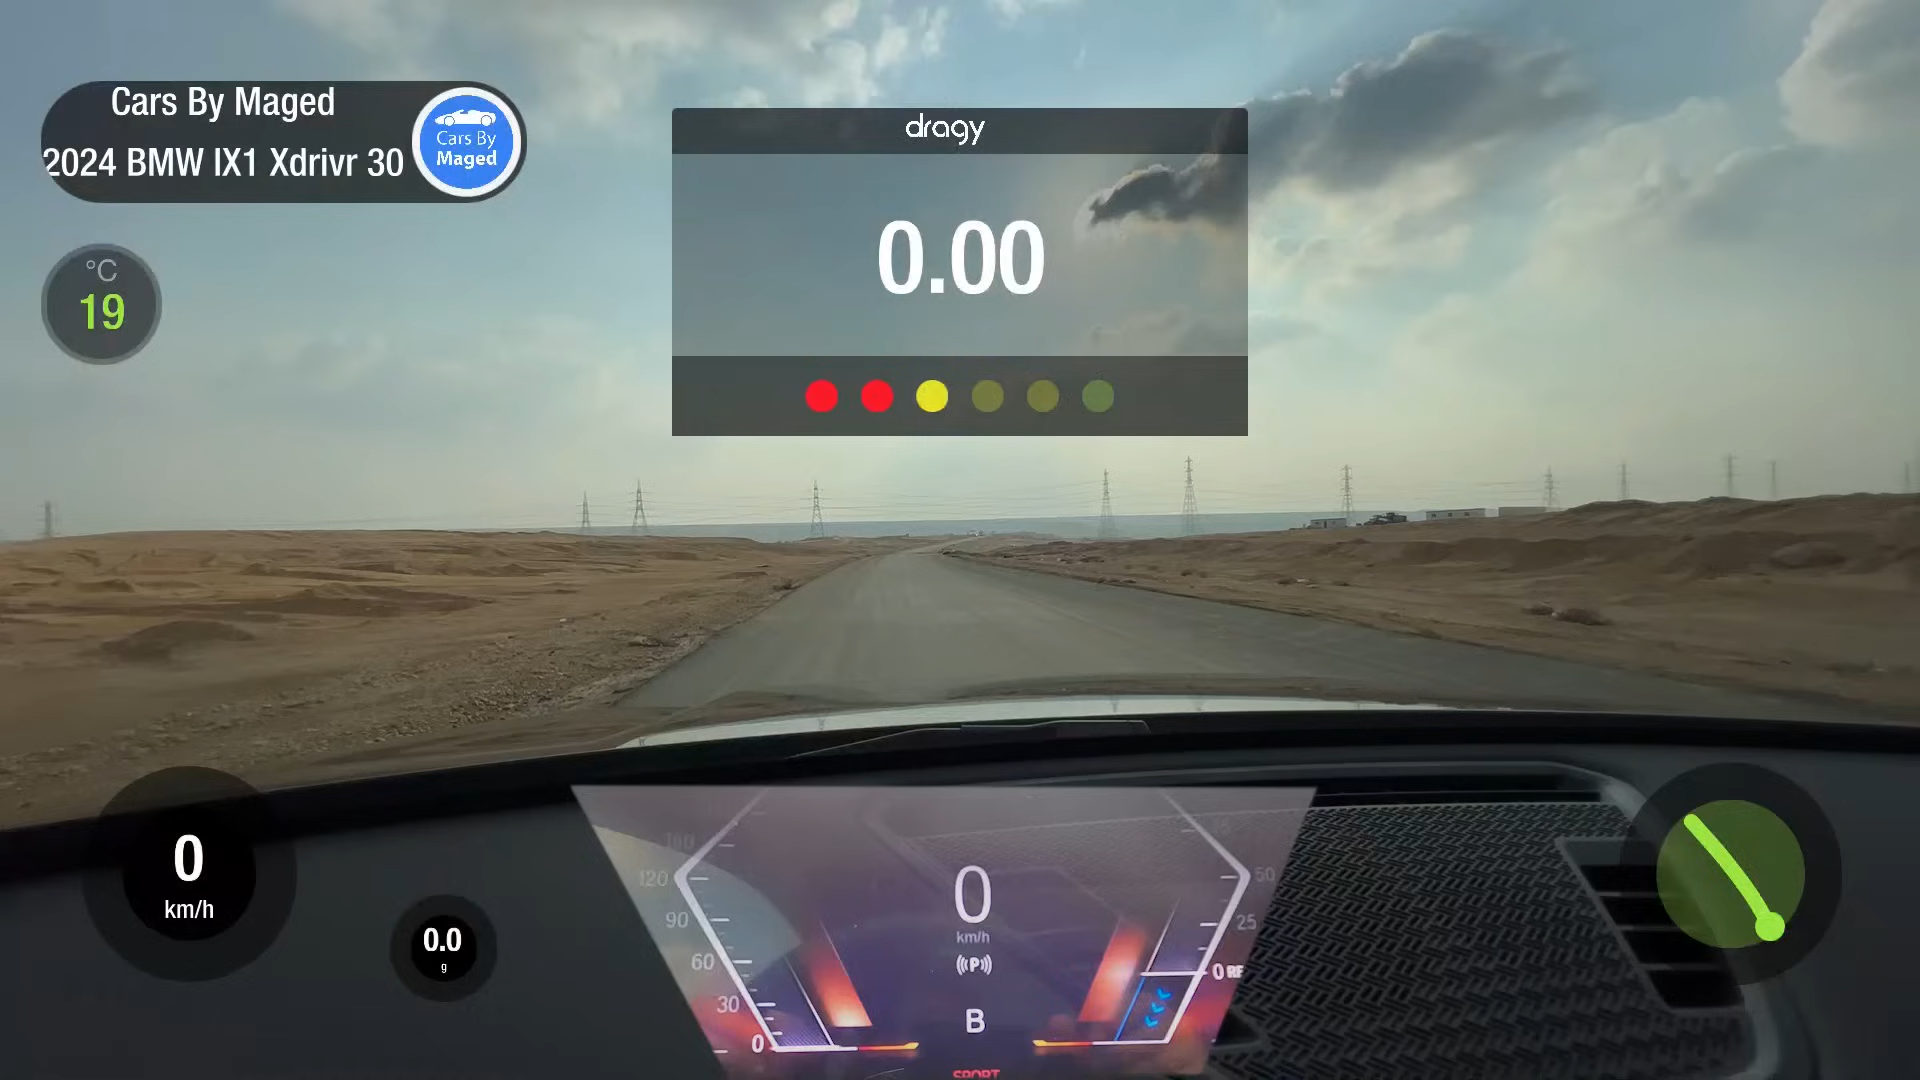 Cars By Maged
2024 BMW IX1 Xdrivr 30
Cars By
Maged
dragy
0.00
°C
19
0
km/h
0.0
g
120
90
60
30
0
0
km/h
(P)
B
SPORT
50
25
0 RF